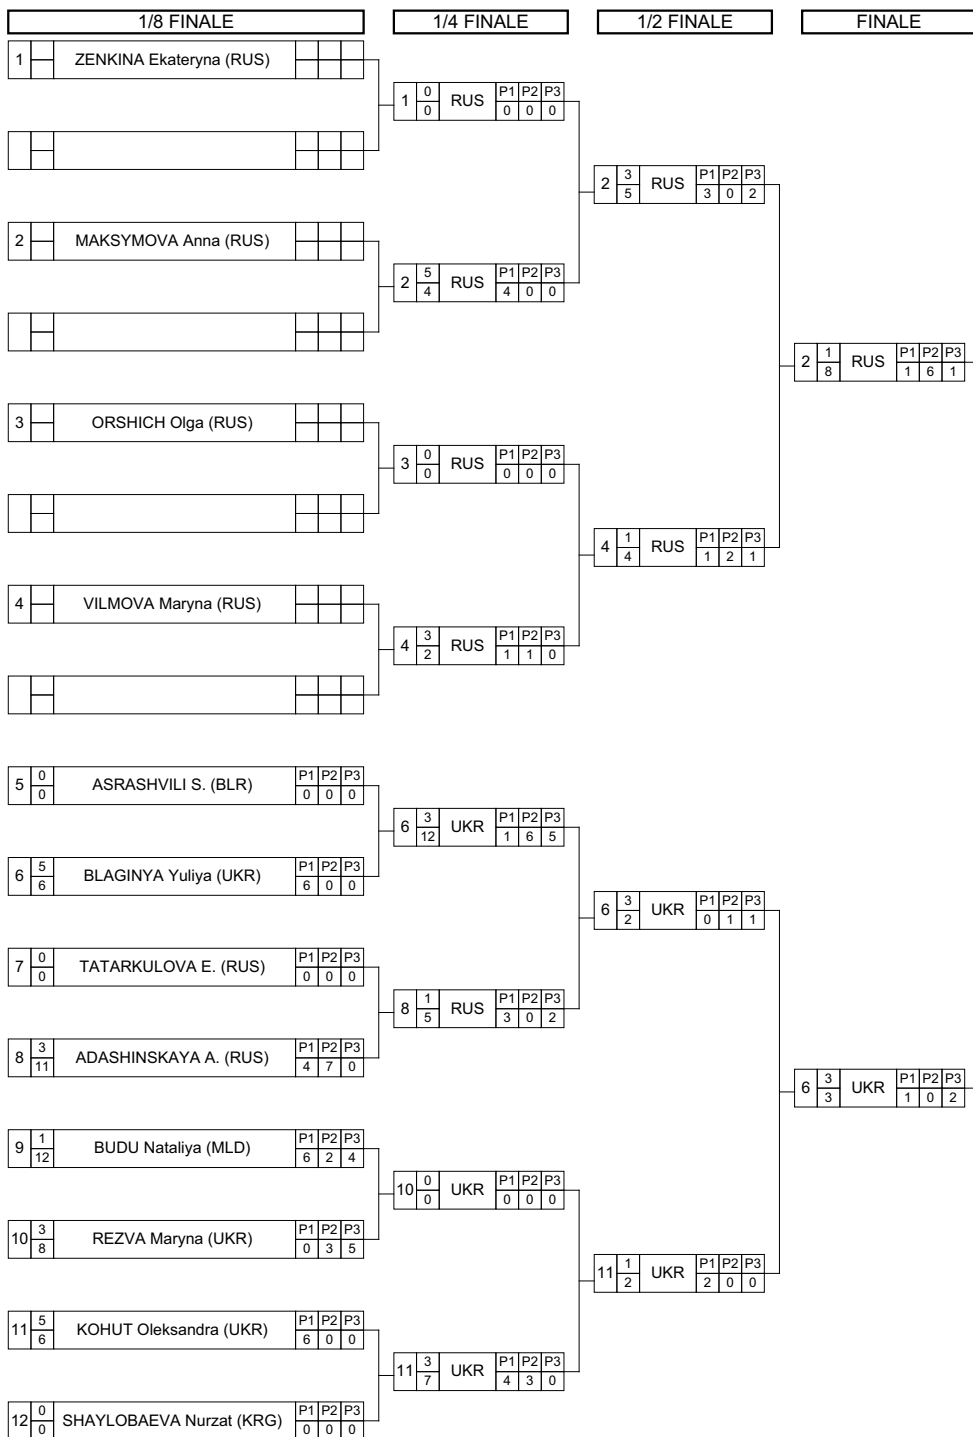 1/8 FINALE 1/4 FINALE 1/2 FINALE FINALE
1 ZENKINA Ekateryna (RUS)
1 0 0 RUS P1 P2 P3 0 0 0
2 3 5 RUS P1 P2 P3 3 0 2
2 MAKSYMOVA Anna (RUS)
2 5 4 RUS P1 P2 P3 4 0 0
2 1 8 RUS P1 P2 P3 1 6 1
3 ORSHICH Olga (RUS)
3 0 0 RUS P1 P2 P3 0 0 0
4 1 4 RUS P1 P2 P3 1 2 1
4 VILMOVA Maryna (RUS)
4 3 2 RUS P1 P2 P3 1 1 0
5 0 0 ASRASHVILI S. (BLR) P1 P2 P3 0 0 0
6 3 12 UKR P1 P2 P3 1 6 5
6 5 6 BLAGINYA Yuliya (UKR) P1 P2 P3 6 0 0
6 3 2 UKR P1 P2 P3 0 1 1
7 0 0 TATARKULOVA E. (RUS) P1 P2 P3 0 0 0
8 1 5 RUS P1 P2 P3 3 0 2
8 3 11 ADASHINSKAYA A. (RUS) P1 P2 P3 4 7 0
6 3 3 UKR P1 P2 P3 1 0 2
9 1 12 BUDU Nataliya (MLD) P1 P2 P3 6 2 4
10 0 0 UKR P1 P2 P3 0 0 0
10 3 8 REZVA Maryna (UKR) P1 P2 P3 0 3 5
11 1 2 UKR P1 P2 P3 2 0 0
11 5 6 KOHUT Oleksandra (UKR) P1 P2 P3 6 0 0
11 3 7 UKR P1 P2 P3 4 3 0
12 0 0 SHAYLOBAEVA Nurzat (KRG) P1 P2 P3 0 0 0